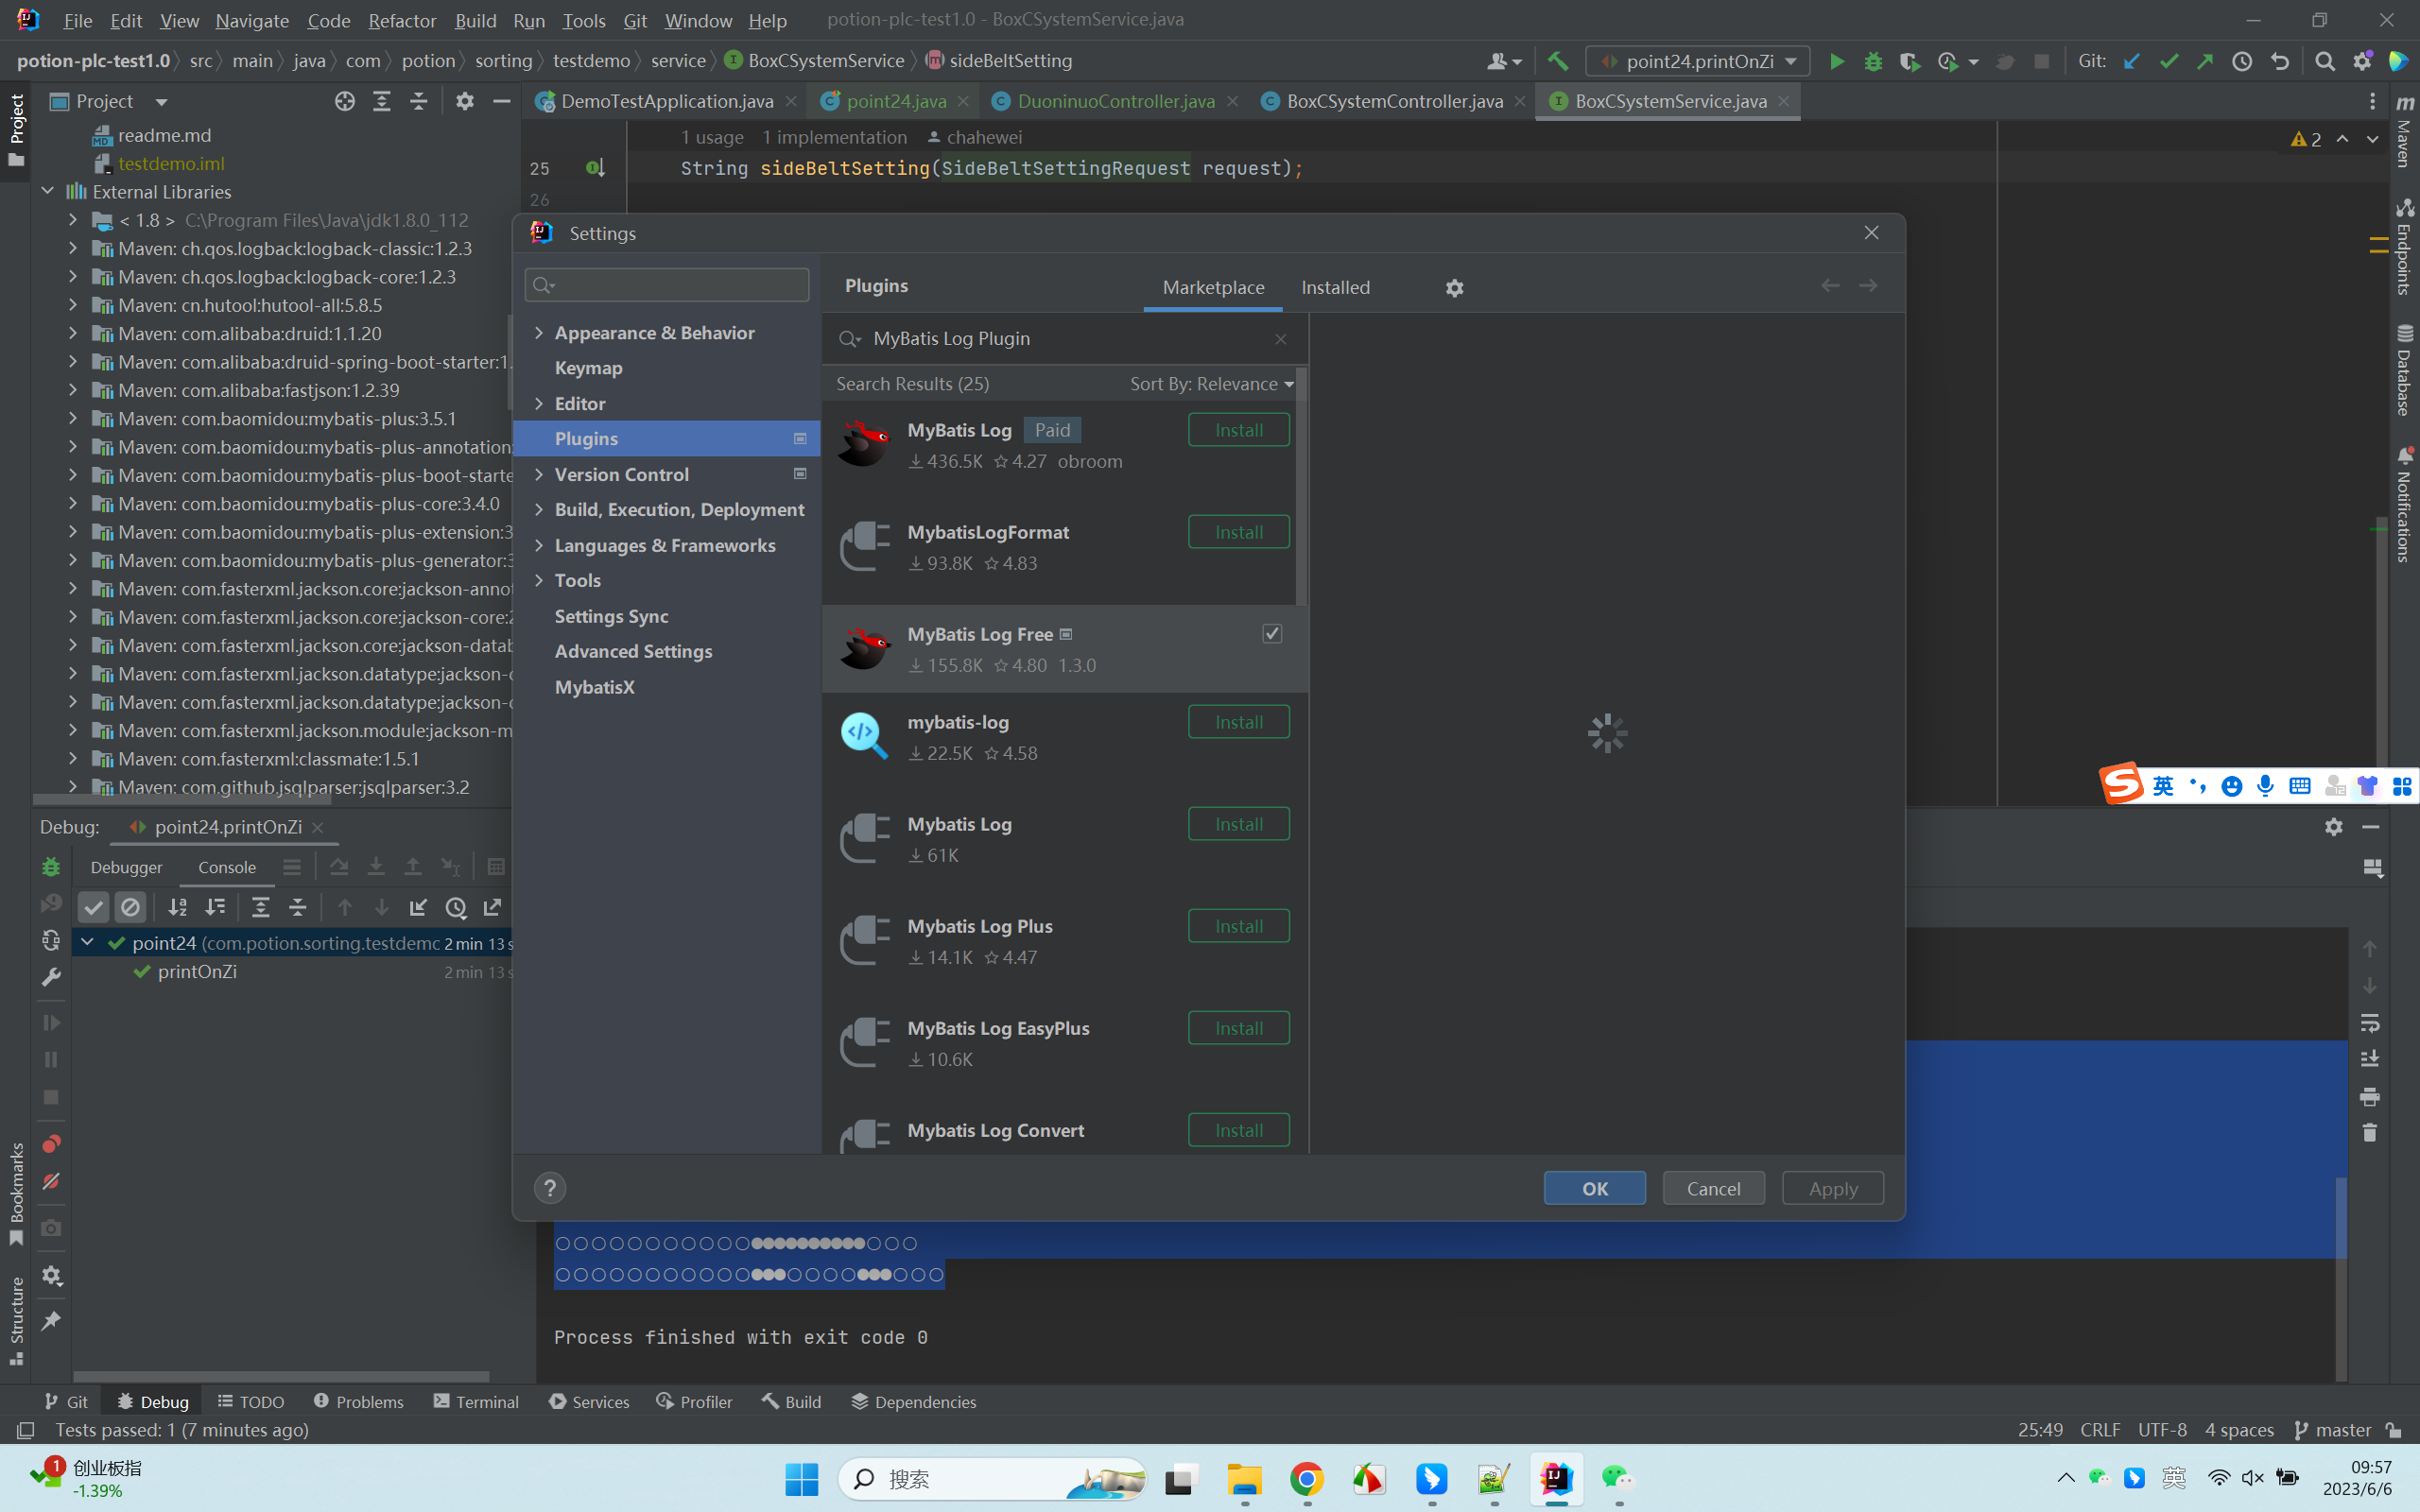 File Edit View Navigate Code Refactor Build Run Tools Git Window Help potion-plc-test1.0 - BoxCSystemService.java
potion-plc-test1.0 src main java com potion sorting testdemo service BoxCSystemService sideBeltSetting point24.printOnZi Git:
Project
DemoTestApplication.java point24.java DuoninuoController.java BoxCSystemController.java BoxCSystemService.java
readme.md
testdemo.iml
External Libraries
< 1.8 > C:\Program Files\Java\jdk1.8.0_112
Maven: ch.qos.logback:logback-classic:1.2.3
Maven: ch.qos.logback:logback-core:1.2.3
Maven: cn.hutool:hutool-all:5.8.5
Maven: com.alibaba:druid:1.1.20
Maven: com.alibaba:druid-spring-boot-starter:1.
Maven: com.alibaba:fastjson:1.2.39
Maven: com.baomidou:mybatis-plus:3.5.1
Maven: com.baomidou:mybatis-plus-annotation:
Maven: com.baomidou:mybatis-plus-boot-starte
Maven: com.baomidou:mybatis-plus-core:3.4.0
Maven: com.baomidou:mybatis-plus-extension:3
Maven: com.baomidou:mybatis-plus-generator:3
Maven: com.fasterxml.jackson.core:jackson-annot
Maven: com.fasterxml.jackson.core:jackson-core:2
Maven: com.fasterxml.jackson.core:jackson-datab
Maven: com.fasterxml.jackson.datatype:jackson-d
Maven: com.fasterxml.jackson.datatype:jackson-d
Maven: com.fasterxml.jackson.module:jackson-m
Maven: com.fasterxml:classmate:1.5.1
Maven: com.github.jsqlparser:jsqlparser:3.2
1 usage 1 implementation chahewei
25 String sideBeltSetting(SideBeltSettingRequest request);
26
2
Settings
Appearance & Behavior
Keymap
Editor
Plugins
Version Control
Build, Execution, Deployment
Languages & Frameworks
Tools
Settings Sync
Advanced Settings
MybatisX
Plugins Marketplace Installed
MyBatis Log Plugin
Search Results (25) Sort By: Relevance
MyBatis Log Paid Install
436.5K 4.27 obroom
MybatisLogFormat Install
93.8K 4.83
MyBatis Log Free
155.8K 4.80 1.3.0
mybatis-log Install
22.5K 4.58
Mybatis Log Install
61K
Mybatis Log Plus Install
14.1K 4.47
MyBatis Log EasyPlus Install
10.6K
Mybatis Log Convert Install
? OK Cancel Apply
Project
Bookmarks
Structure
m Maven
Endpoints
Database
Notifications
英
Debug: point24.printOnZi
Debugger Console
point24 (com.potion.sorting.testdemo 2 min 13 s
printOnZi 2 min 13 s
○○○○○○○○○○○●●●●●●●●●●○○○
○○○○○○○○○○○●●●○○○○●●●○○○
Process finished with exit code 0
Git Debug TODO Problems Terminal Services Profiler Build Dependencies
Tests passed: 1 (7 minutes ago) 25:49 CRLF UTF-8 4 spaces master
1 创业板指
-1.39%
搜索
英
09:57
2023/6/6